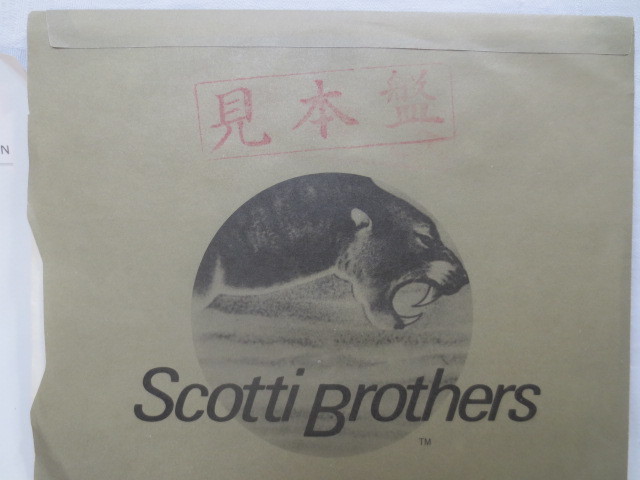 見本盤
N
Scotti Brothers
TM